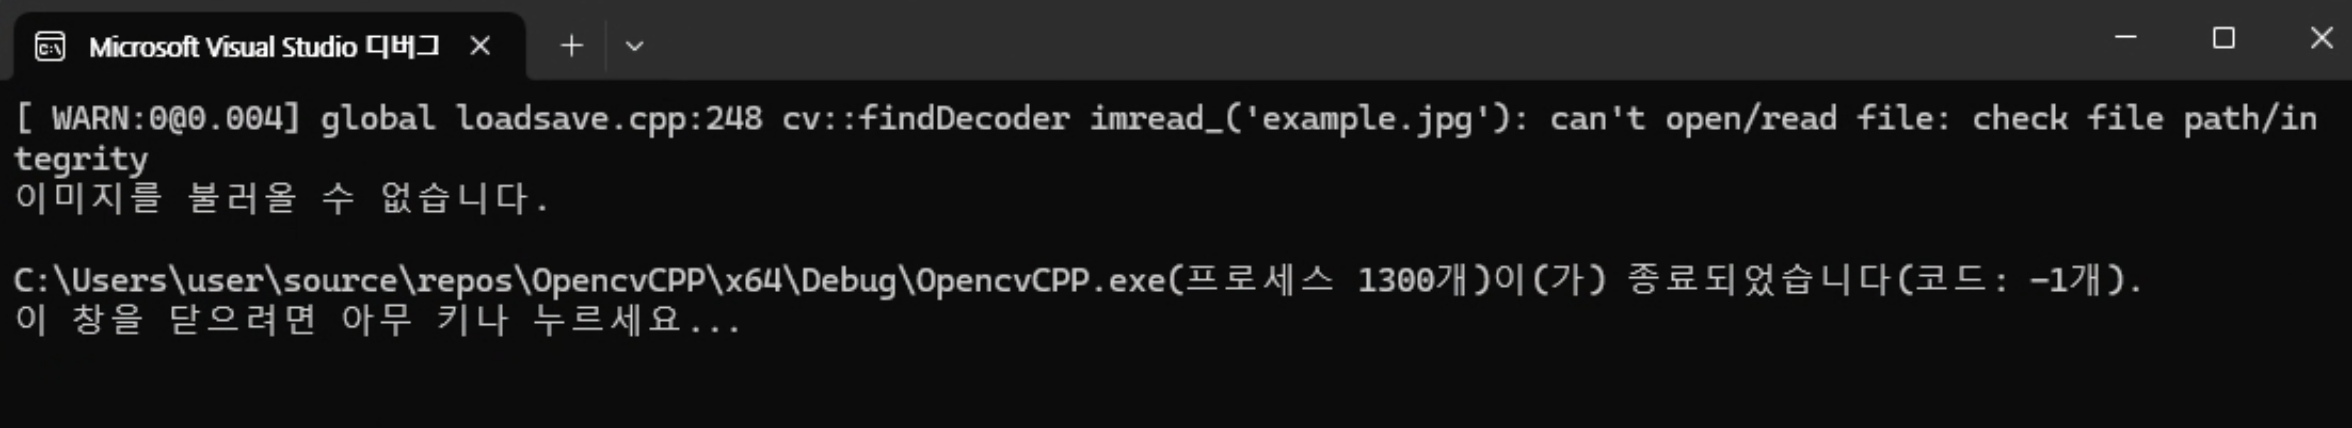 Microsoft Visual Studio 디버그
[ WARN:0@0.004] global loadsave.cpp:248 cv::findDecoder imread_('example.jpg'): can't open/read file: check file path/in
tegrity
이미지를 불러올 수 없습니다.
C:\Users\user\source\repos\OpencvCPP\x64\Debug\OpencvCPP.exe(프로세스 1300개)이(가) 종료되었습니다(코드: -1개).
이 창을 닫으려면 아무 키나 누르세요...